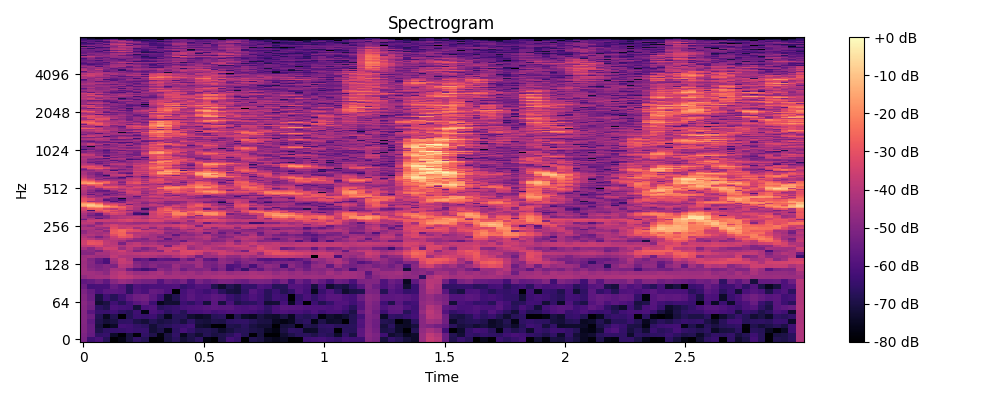 Spectrogram
Hz
4096
2048
1024
512
256
128
64
0
0
0.5
1
1.5
2
2.5
Time
+0 dB
-10 dB
-20 dB
-30 dB
-40 dB
-50 dB
-60 dB
-70 dB
-80 dB